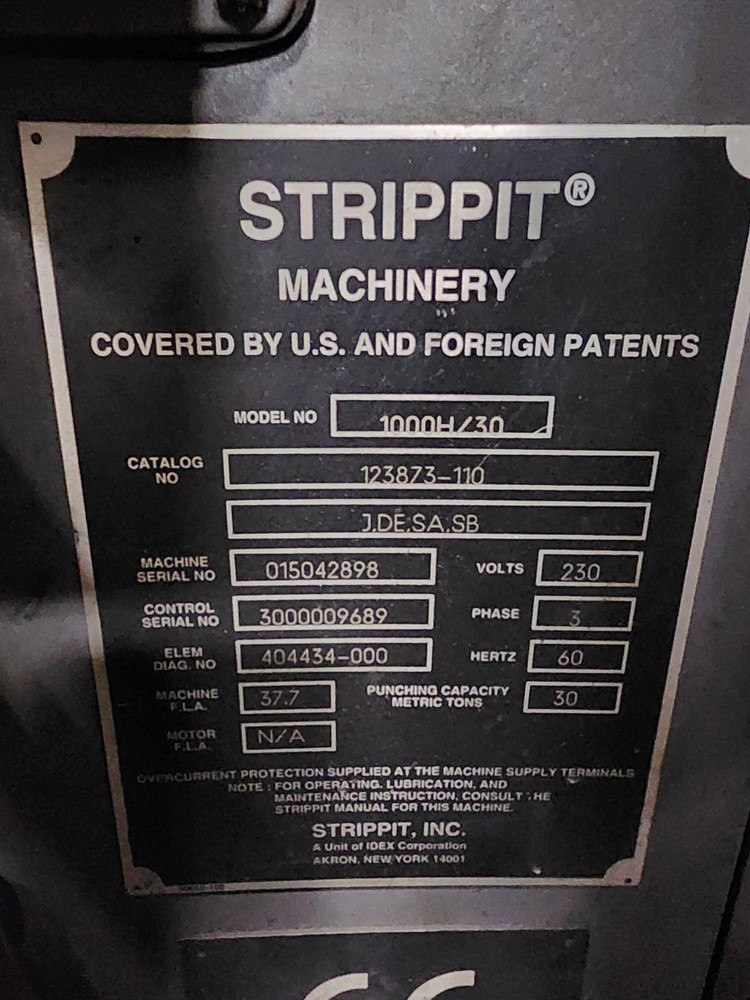 STRIPPIT®
MACHINERY
COVERED BY U.S. AND FOREIGN PATENTS
MODEL NO 1000H/30
CATALOG NO 123873-110
J.DE.SA.SB
MACHINE SERIAL NO 015042898 VOLTS 230
CONTROL SERIAL NO 3000009689 PHASE 3
ELEM DIAG. NO 404434-000 HERTZ 60
MACHINE F.L.A. 37.7 PUNCHING CAPACITY METRIC TONS 30
MOTOR F.L.A. N/A
OVERCURRENT PROTECTION SUPPLIED AT THE MACHINE SUPPLY TERMINALS
NOTE : FOR OPERATING, LUBRICATION, AND
MAINTENANCE INSTRUCTION, CONSULT THE
STRIPPIT MANUAL FOR THIS MACHINE.
STRIPPIT, INC.
A Unit of IDEX Corporation
AKRON, NEW YORK 14001
CE